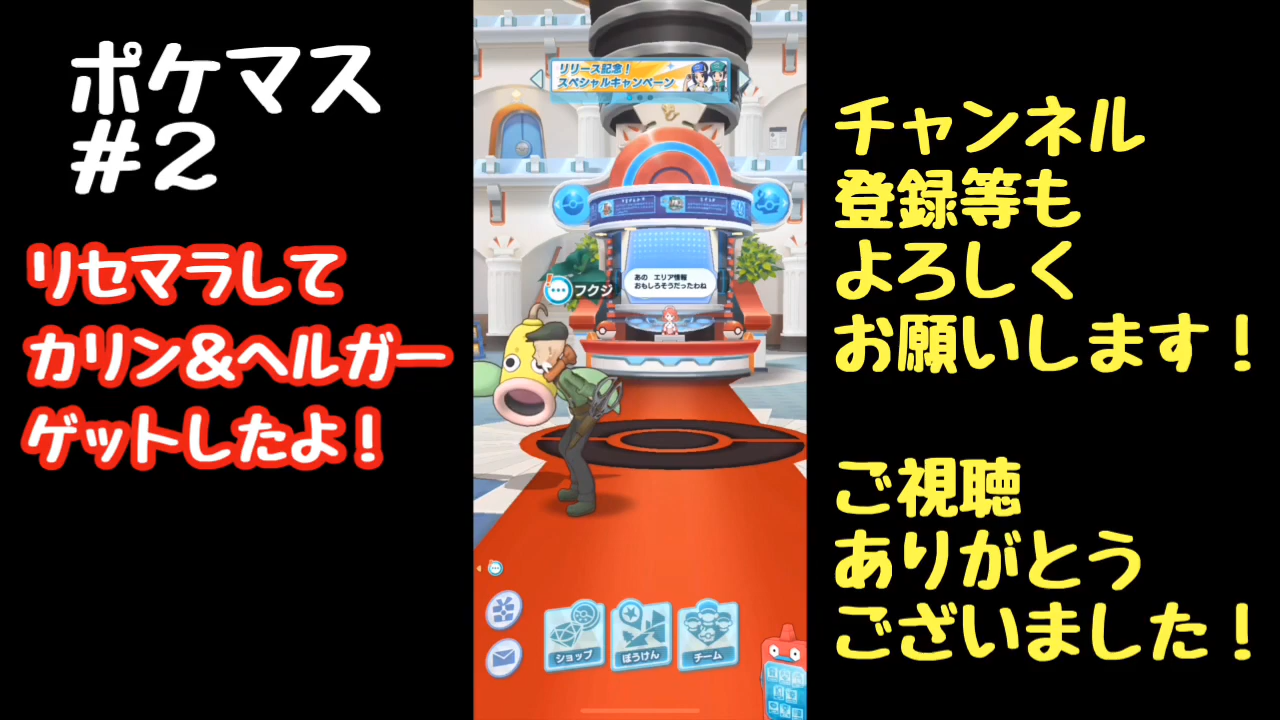 ポケマス
#2
リセマラして
カリン&ヘルガー
ゲットしたよ!
リリース記念!
スペシャルキャンペーン
あの エリア情報
おもしろそうだったわね
フクジ
ショップ
ぼうけん
チーム
チャンネル
登録等も
よろしく
お願いします!
ご視聴
ありがとう
ございました!